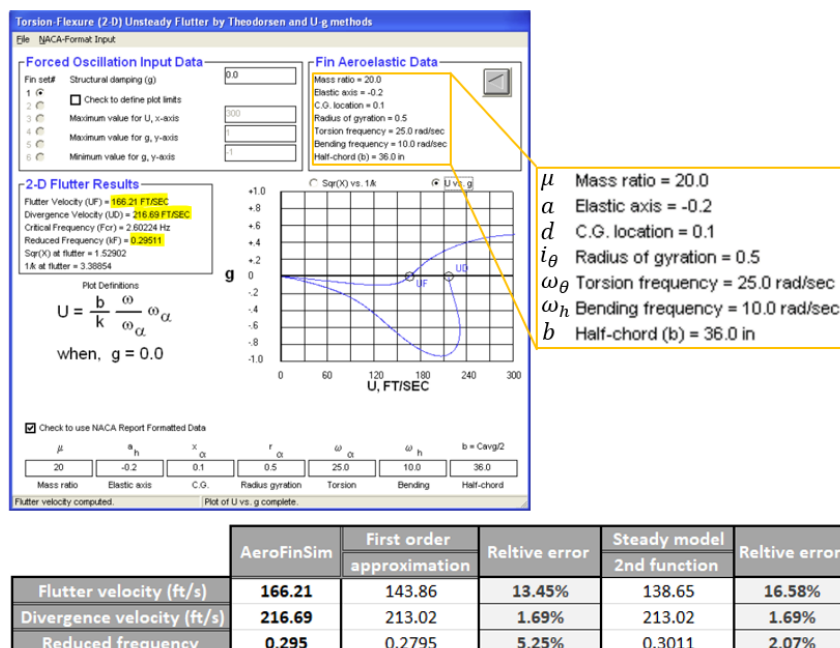 Torsion-Flexure (2-D) Unsteady Flutter by Theodorsen and U-g methods
File NACA-Format Input
Forced Oscillation Input Data
Fin set# Structural damping (g) 0.0
1
2 Check to define plot limits
3 Maximum value for U, x-axis 300
4 Maximum value for g, y-axis 1
5
6 Minimum value for g, y-axis -1
Fin Aeroelastic Data
Mass ratio = 20.0
Elastic axis = -0.2
C.G. location = 0.1
Radius of gyration = 0.5
Torsion frequency = 25.0 rad/sec
Bending frequency = 10.0 rad/sec
Half-chord (b) = 36.0 in
μ Mass ratio = 20.0
a Elastic axis = -0.2
d C.G. location = 0.1
iθ Radius of gyration = 0.5
ωθ Torsion frequency = 25.0 rad/sec
ωh Bending frequency = 10.0 rad/sec
b Half-chord (b) = 36.0 in
2-D Flutter Results
Flutter Velocity (UF) = 166.21 FT/SEC
Divergence Velocity (UD) = 216.69 FT/SEC
Critical Frequency (Fcr) = 2.60224 Hz
Reduced Frequency (kF) = 0.29511
Sqr(X) at flutter = 1.52902
1/k at flutter = 3.38854
Plot Definitions
U = b/k ω/ωα ωα
when, g = 0.0
Sqr(X) vs. 1/k U vs. g
+1.0
+.8
+.6
+.4
+.2
g 0
-.2
-.4
-.6
-.8
-1.0
UF UD
0 60 120 180 240 300
U, FT/SEC
Check to use NACA Report Formatted Data
μ ah xα rα ωα ωh b = Cavg/2
20 -0.2 0.1 0.5 25.0 10.0 36.0
Mass ratio Elastic axis C.G. Radius gyration Torsion Bending Half-chord
Flutter velocity computed. Plot of U vs. g complete.
AeroFinSim First order approximation Reltive error Steady model 2nd function Reltive error
Flutter velocity (ft/s) 166.21 143.86 13.45% 138.65 16.58%
Divergence velocity (ft/s) 216.69 213.02 1.69% 213.02 1.69%
Reduced frequency 0.295 0.2795 5.25% 0.3011 2.07%